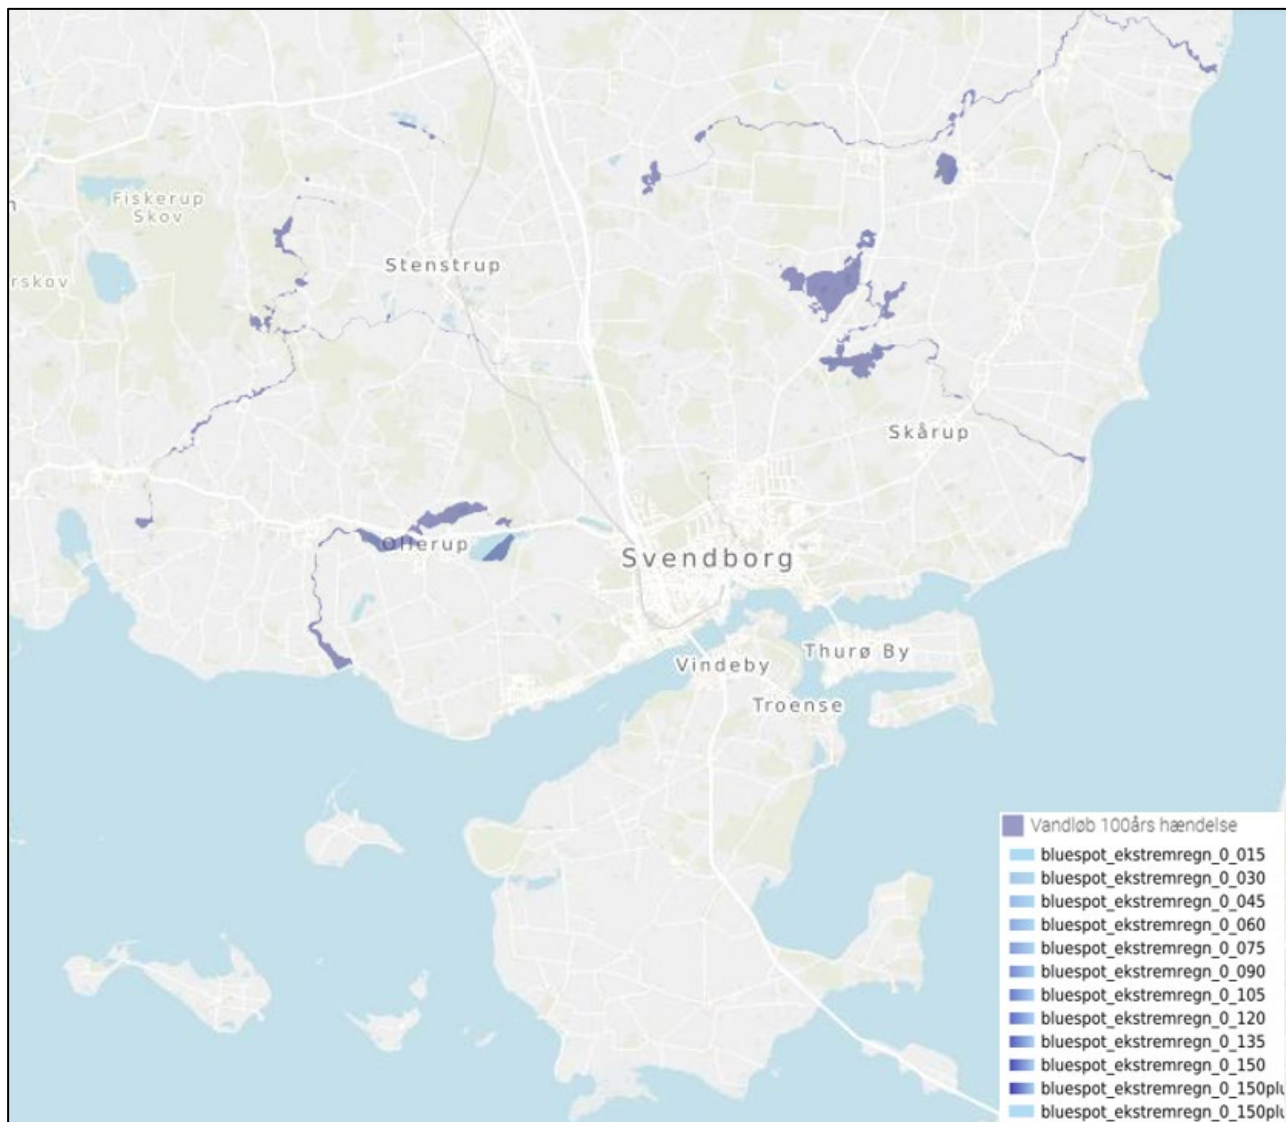 Fiskerup
Skov
n
rskov
Stenstrup
Skårup
Ollerup
Svendborg
Vindeby
Thurø By
Troense
Vandløb 100års hændelse
bluespot_ekstremregn_0_015
bluespot_ekstremregn_0_030
bluespot_ekstremregn_0_045
bluespot_ekstremregn_0_060
bluespot_ekstremregn_0_075
bluespot_ekstremregn_0_090
bluespot_ekstremregn_0_105
bluespot_ekstremregn_0_120
bluespot_ekstremregn_0_135
bluespot_ekstremregn_0_150
bluespot_ekstremregn_0_150plu
bluespot_ekstremregn_0_150plu